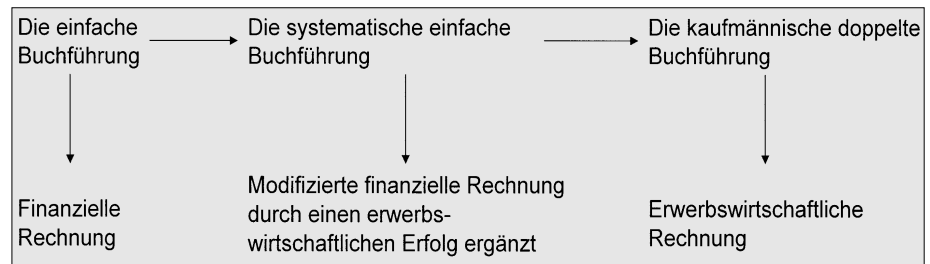 Die einfache
Buchführung
Die systematische einfache
Buchführung
Die kaufmännische doppelte
Buchführung
Finanzielle
Rechnung
Modifizierte finanzielle Rechnung
durch einen erwerbs-
wirtschaftlichen Erfolg ergänzt
Erwerbswirtschaftliche
Rechnung